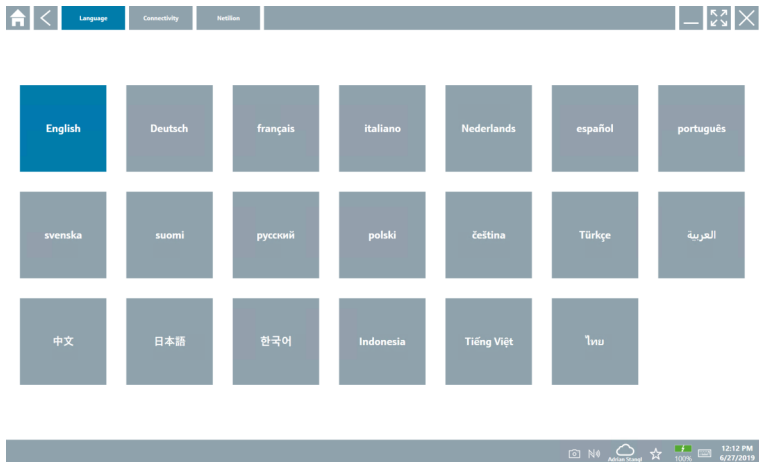 Language Connectivity Netilion
English Deutsch français italiano Nederlands español português
svenska suomi русский polski čeština Türkçe العربية
中文 日本語 한국어 Indonesia Tiếng Việt ไทย
12:12 PM
Adrian Stangl 100% 6/27/2019